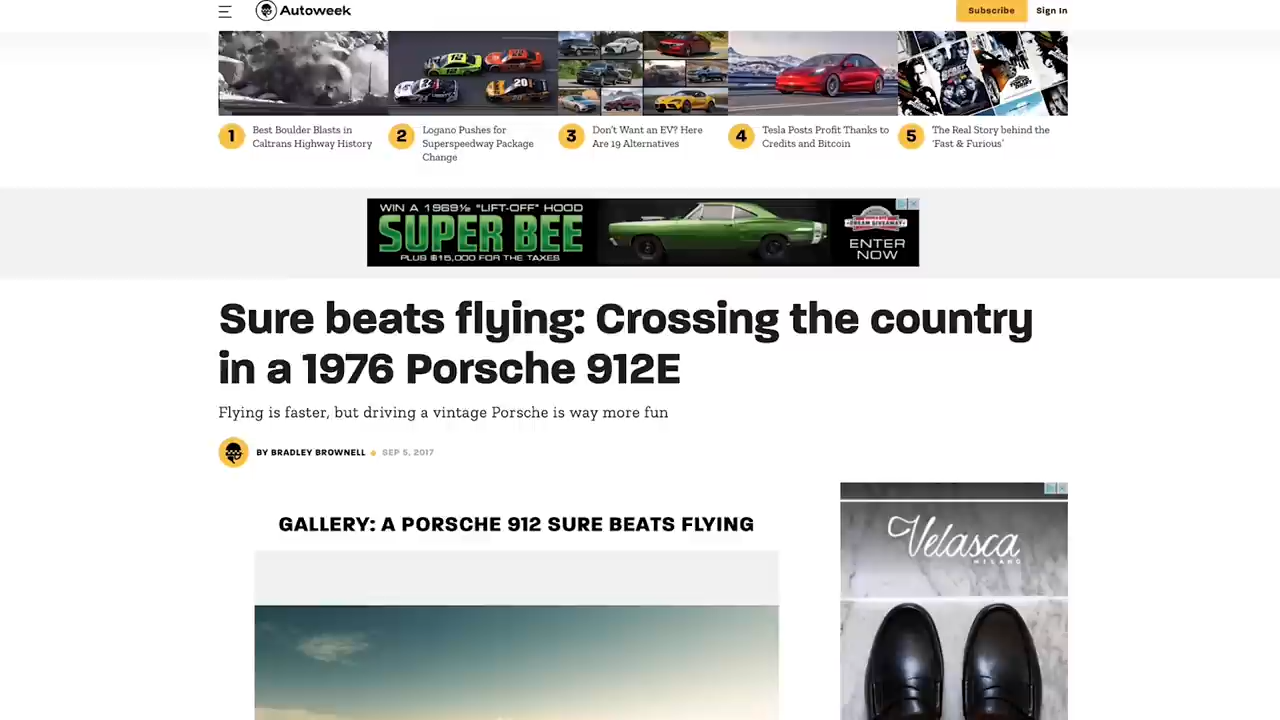 Autoweek
Subscribe
Sign In
1
Best Boulder Blasts in
Caltrans Highway History
2
Logano Pushes for
Superspeedway Package
Change
3
Don't Want an EV? Here
Are 19 Alternatives
4
Tesla Posts Profit Thanks to
Credits and Bitcoin
5
The Real Story behind the
'Fast & Furious'
WIN A 1969½ "LIFT-OFF" HOOD
SUPER BEE
PLUS $15,000 FOR THE TAXES
DREAM GIVEAWAY
ENTER
NOW
Sure beats flying: Crossing the country
in a 1976 Porsche 912E
Flying is faster, but driving a vintage Porsche is way more fun
BY BRADLEY BROWNELL
SEP 5, 2017
GALLERY: A PORSCHE 912 SURE BEATS FLYING
Velasca
MILANO